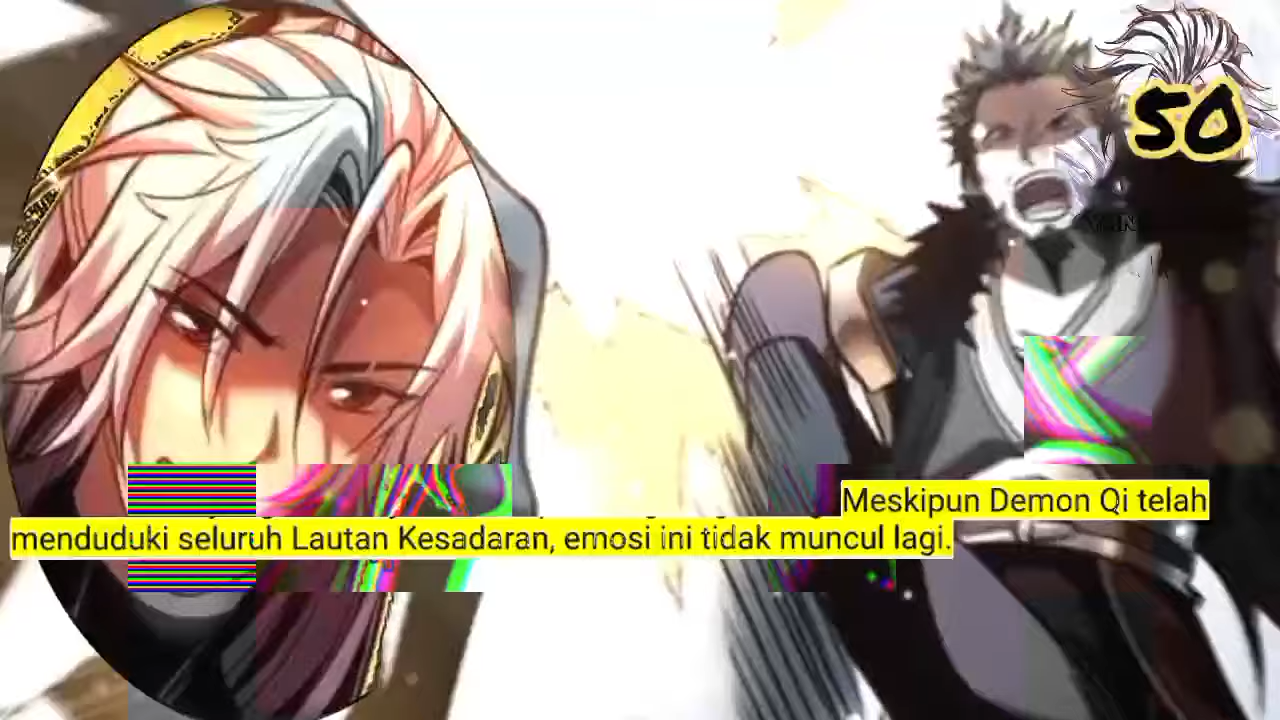 50
Meskipun Demon Qi telah
menduduki seluruh Lautan Kesadaran, emosi ini tidak muncul lagi.